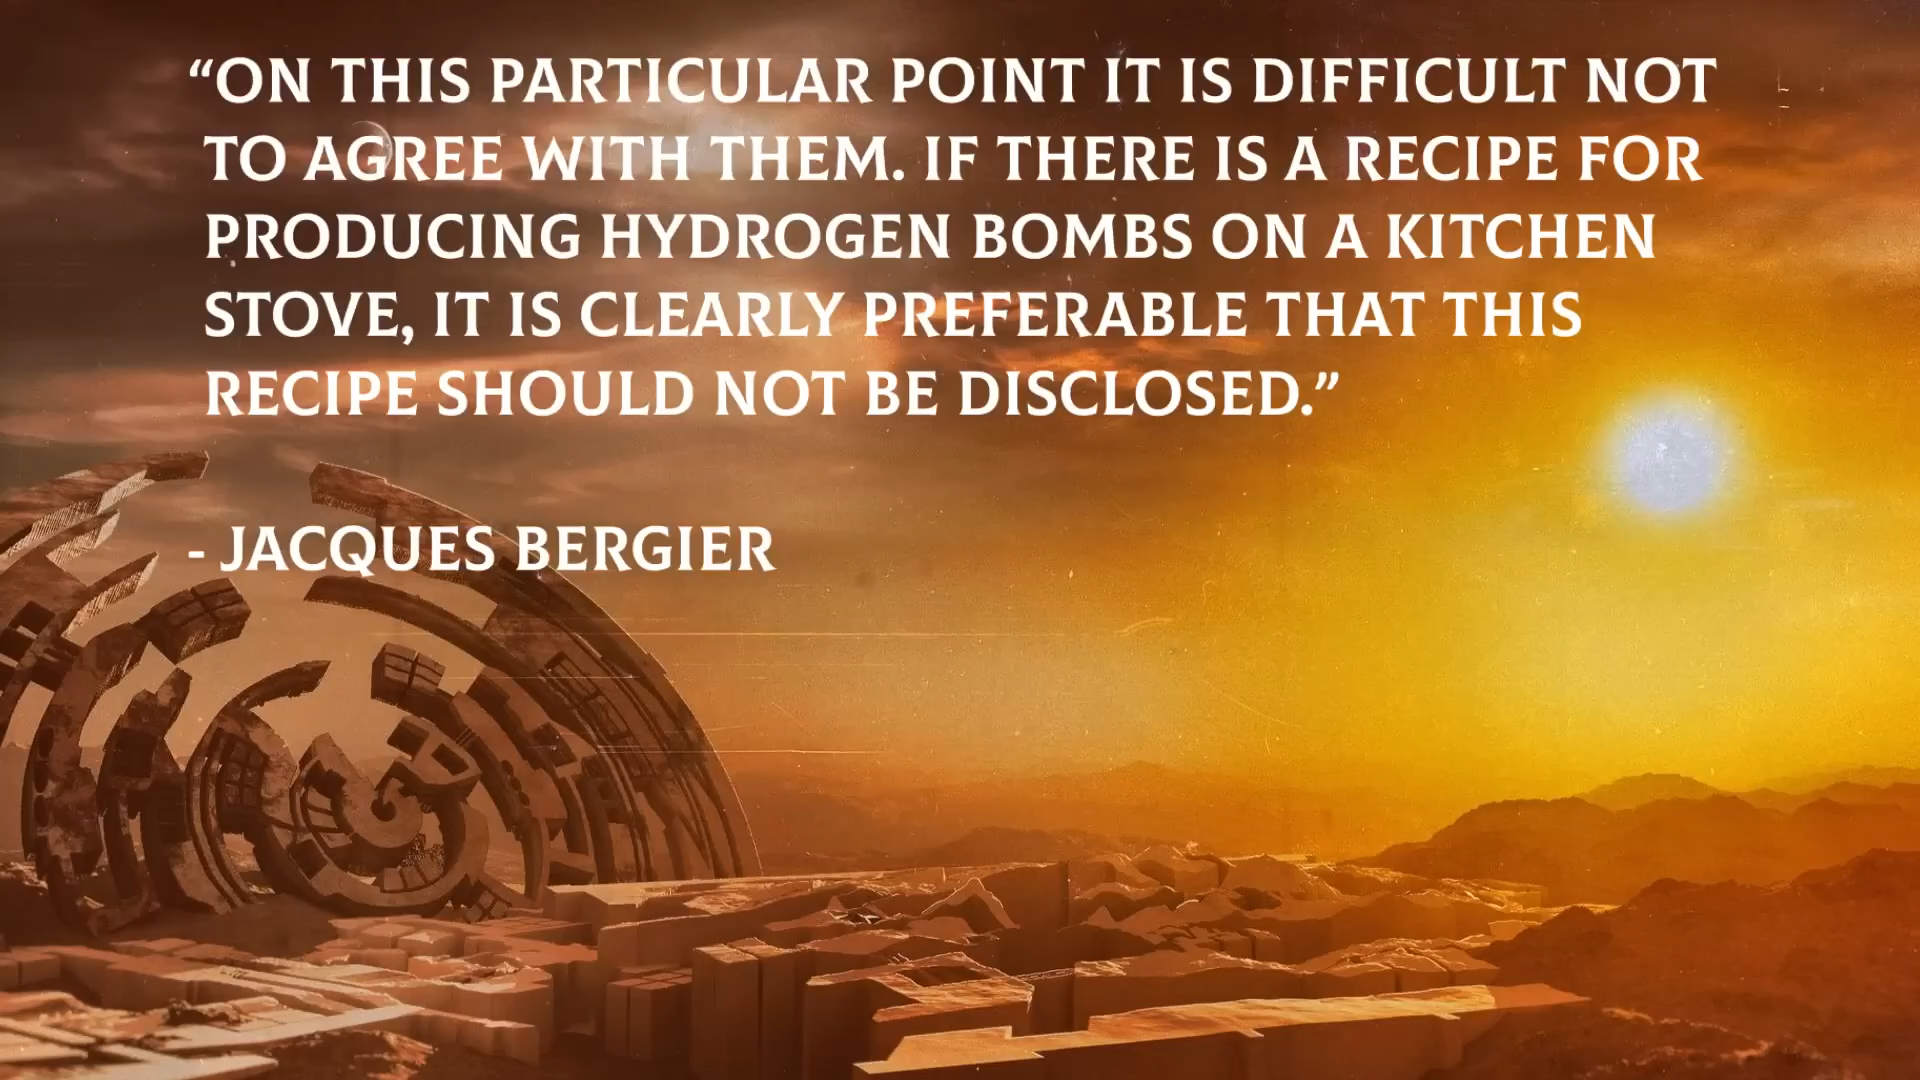 “ON THIS PARTICULAR POINT IT IS DIFFICULT NOT
TO AGREE WITH THEM. IF THERE IS A RECIPE FOR
PRODUCING HYDROGEN BOMBS ON A KITCHEN
STOVE, IT IS CLEARLY PREFERABLE THAT THIS
RECIPE SHOULD NOT BE DISCLOSED.”
- JACQUES BERGIER